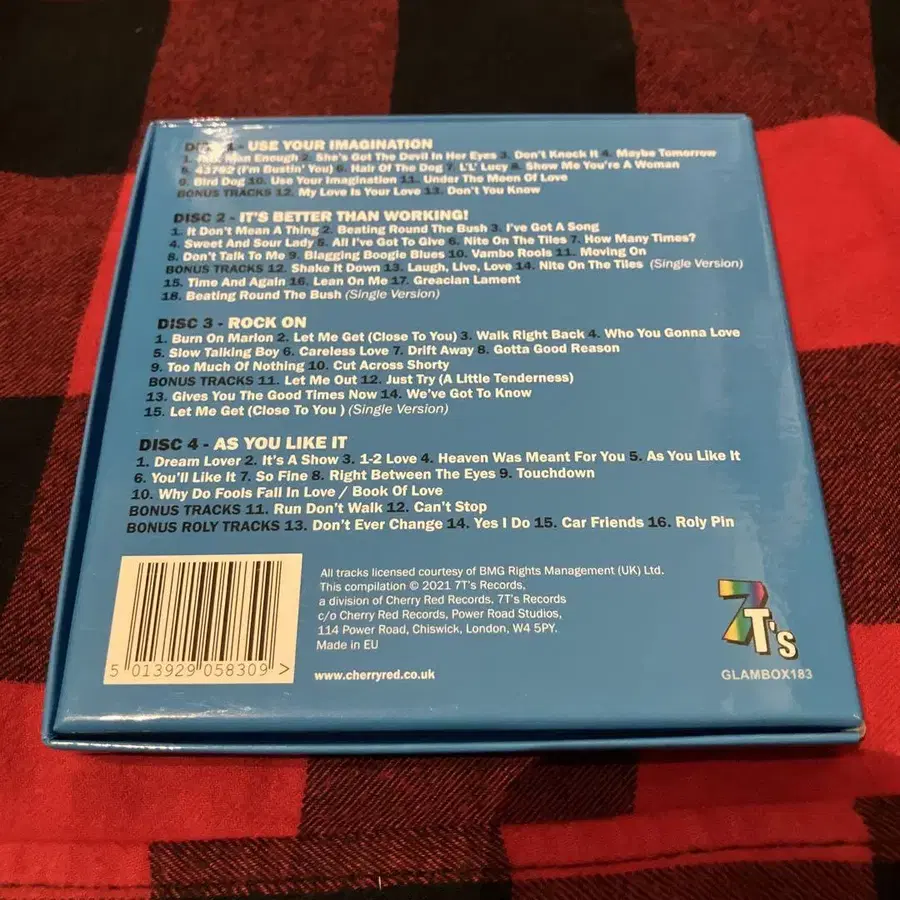 DISC 1 - USE YOUR IMAGINATION
1. Man Enough 2. She's Got The Devil In Her Eyes 3. Don't Knock It 4. Maybe Tomorrow
5. 43792 (I'm Bustin' You) 6. Hair Of The Dog 7. L'L' Lucy 8. Show Me You're A Woman
9. Bird Dog 10. Use Your Imagination 11. Under The Moon Of Love
BONUS TRACKS 12. My Love Is Your Love 13. Don't You Know
DISC 2 - IT'S BETTER THAN WORKING!
1. It Don't Mean A Thing 2. Beating Round The Bush 3. I've Got A Song
4. Sweet And Sour Lady 5. All I've Got To Give 6. Nite On The Tiles 7. How Many Times?
8. Don't Talk To Me 9. Blagging Boogie Blues 10. Vambo Rools 11. Moving On
BONUS TRACKS 12. Shake It Down 13. Laugh, Live, Love 14. Nite On The Tiles (Single Version)
15. Time And Again 16. Lean On Me 17. Greacian Lament
18. Beating Round The Bush (Single Version)
DISC 3 - ROCK ON
1. Burn On Marlon 2. Let Me Get (Close To You) 3. Walk Right Back 4. Who You Gonna Love
5. Slow Talking Boy 6. Careless Love 7. Drift Away 8. Gotta Good Reason
9. Too Much Of Nothing 10. Cut Across Shorty
BONUS TRACKS 11. Let Me Out 12. Just Try (A Little Tenderness)
13. Gives You The Good Times Now 14. We've Got To Know
15. Let Me Get (Close To You ) (Single Version)
DISC 4 - AS YOU LIKE IT
1. Dream Lover 2. It's A Show 3. 1-2 Love 4. Heaven Was Meant For You 5. As You Like It
6. You'll Like It 7. So Fine 8. Right Between The Eyes 9. Touchdown
10. Why Do Fools Fall In Love / Book Of Love
BONUS TRACKS 11. Run Don't Walk 12. Can't Stop
BONUS ROLY TRACKS 13. Don't Ever Change 14. Yes I Do 15. Car Friends 16. Roly Pin
All tracks licensed courtesy of BMG Rights Management (UK) Ltd.
This compilation © 2021 7T's Records,
a division of Cherry Red Records. 7T's Records
c/o Cherry Red Records, Power Road Studios,
114 Power Road, Chiswick, London, W4 5PY.
Made in EU
www.cherryred.co.uk
5 013929 058309 >
7T's
GLAMBOX183